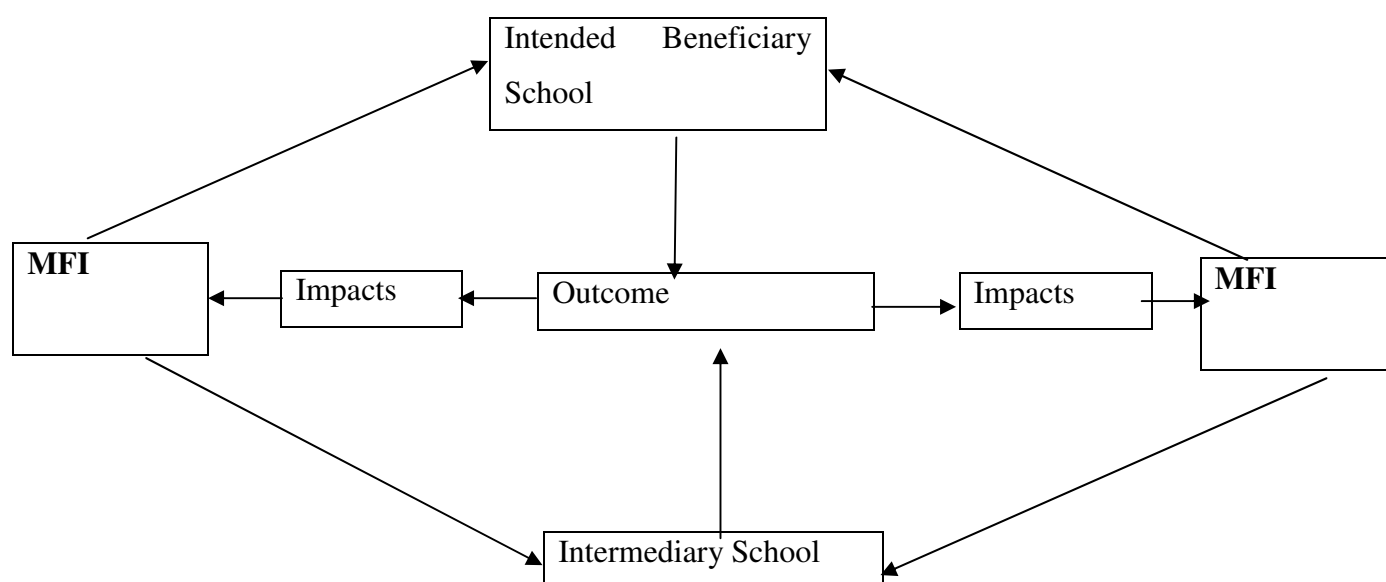 Intended Beneficiary
School
MFI
Impacts
Outcome
Impacts
MFI
Intermediary School